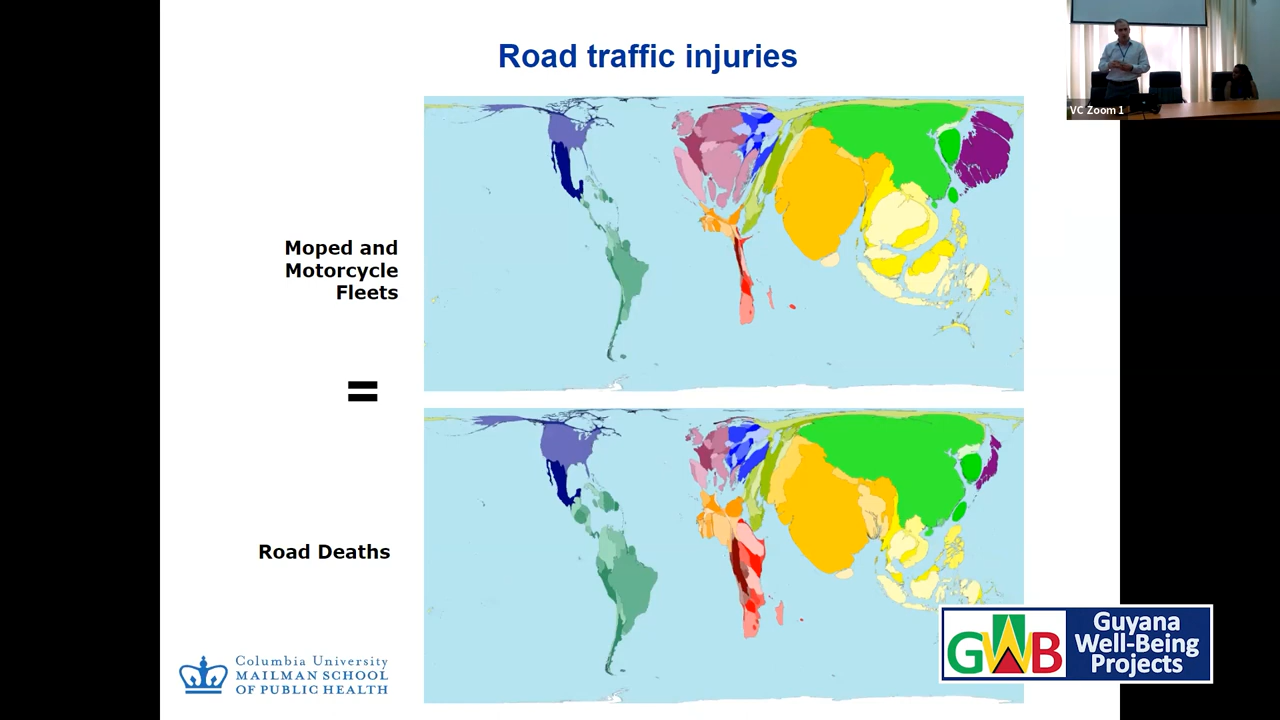 Road traffic injuries
VC Zoom 1
Moped and
Motorcycle
Fleets
=
Road Deaths
Columbia University
MAILMAN SCHOOL
OF PUBLIC HEALTH
GWB
Guyana
Well-Being
Projects